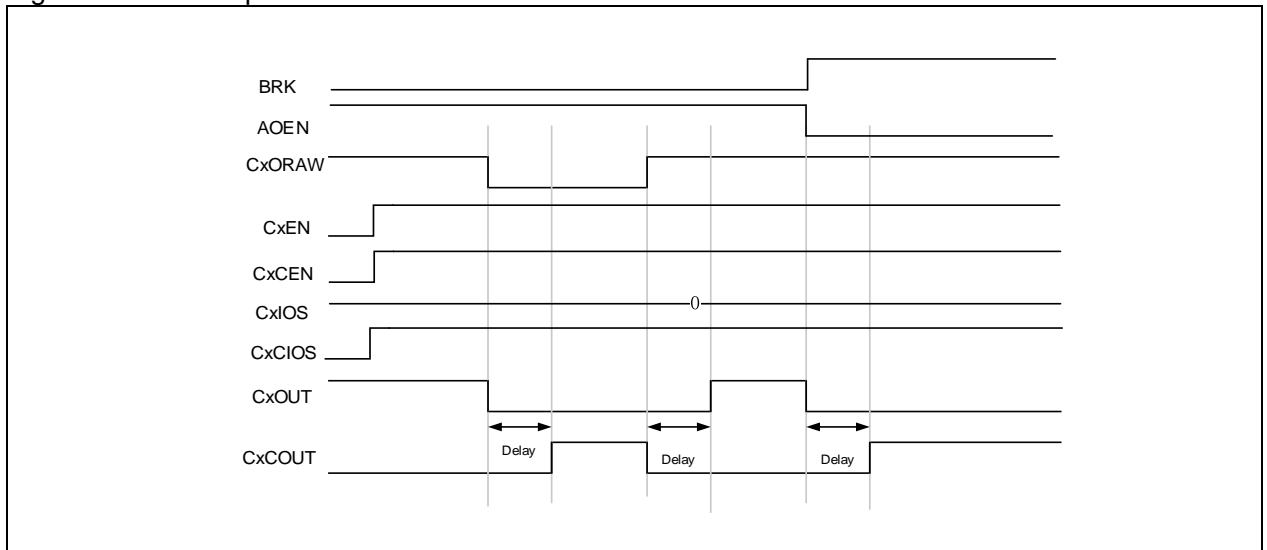 BRK
AOEN
CxORAW
CxEN
CxCEN
CxIOS
0
CxCIOS
CxOUT
CxCOUT
Delay
Delay
Delay